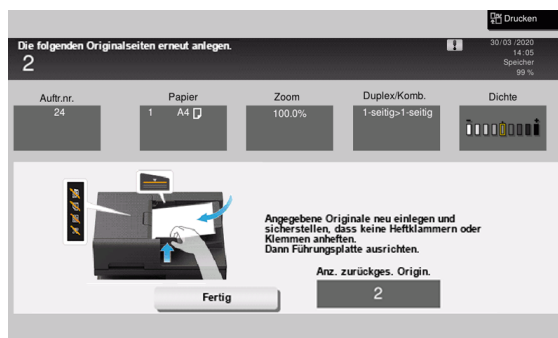 Drucken
Die folgenden Originalseiten erneut anlegen.
2
30/03 /2020
14:05
Speicher
99 %
Auftr.nr.
Papier
Zoom
Duplex/Komb.
Dichte
24
1 A4
100.0%
1-seitig>1-seitig
Angegebene Originale neu einlegen und
sicherstellen, dass keine Heftklammern oder
Klemmen anheften.
Dann Führungsplatte ausrichten.
Anz. zurückges. Origin.
2
Fertig